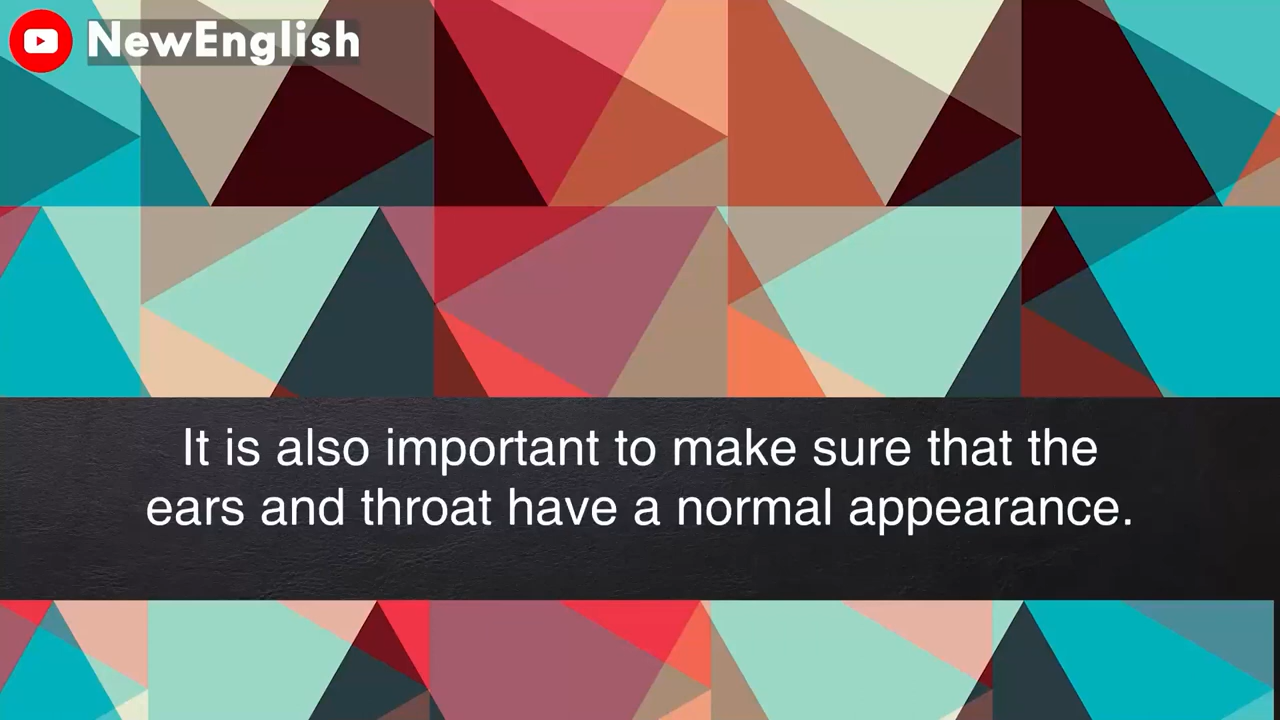 NewEnglish
It is also important to make sure that the
ears and throat have a normal appearance.